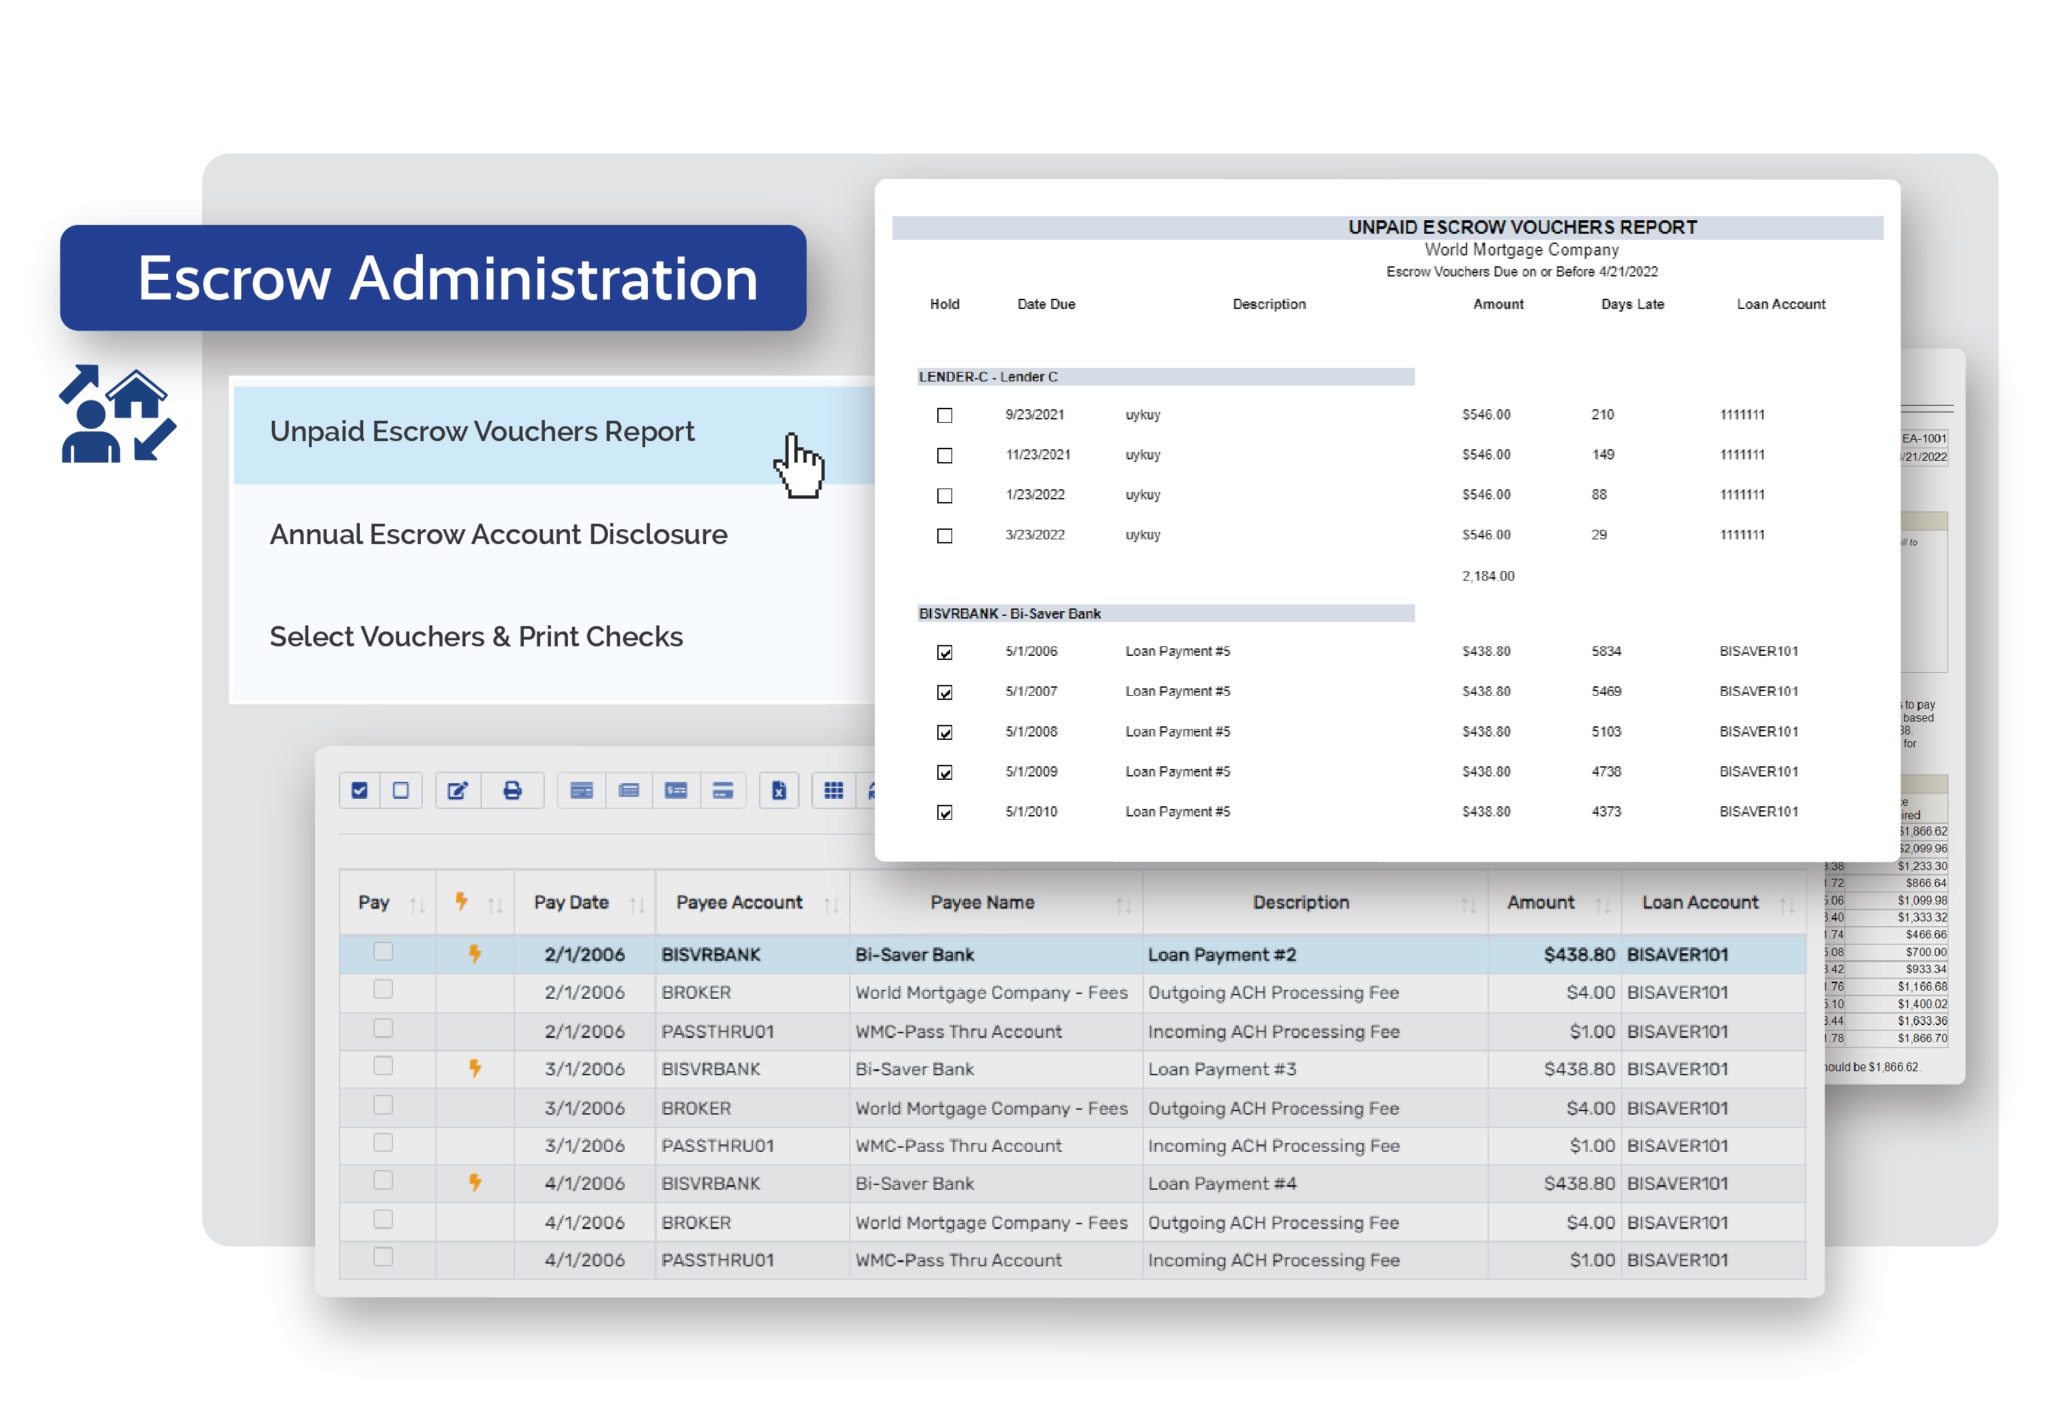 Escrow Administration
Unpaid Escrow Vouchers Report
Annual Escrow Account Disclosure
Select Vouchers & Print Checks
UNPAID ESCROW VOUCHERS REPORT
World Mortgage Company
Escrow Vouchers Due on or Before 4/21/2022
Hold Date Due Description Amount Days Late Loan Account
LENDER-C - Lender C
9/23/2021 uykuy $546.00 210 1111111
11/23/2021 uykuy $546.00 149 1111111
1/23/2022 uykuy $546.00 88 1111111
3/23/2022 uykuy $546.00 29 1111111
2,184.00
BISVRBANK - Bi-Saver Bank
5/1/2006 Loan Payment #5 $438.80 5834 BISAVER101
5/1/2007 Loan Payment #5 $438.80 5469 BISAVER101
5/1/2008 Loan Payment #5 $438.80 5103 BISAVER101
5/1/2009 Loan Payment #5 $438.80 4738 BISAVER101
5/1/2010 Loan Payment #5 $438.80 4373 BISAVER101
Pay Pay Date Payee Account Payee Name Description Amount Loan Account
2/1/2006 BISVRBANK Bi-Saver Bank Loan Payment #2 $438.80 BISAVER101
2/1/2006 BROKER World Mortgage Company - Fees Outgoing ACH Processing Fee $4.00 BISAVER101
2/1/2006 PASSTHRU01 WMC-Pass Thru Account Incoming ACH Processing Fee $1.00 BISAVER101
3/1/2006 BISVRBANK Bi-Saver Bank Loan Payment #3 $438.80 BISAVER101
3/1/2006 BROKER World Mortgage Company - Fees Outgoing ACH Processing Fee $4.00 BISAVER101
3/1/2006 PASSTHRU01 WMC-Pass Thru Account Incoming ACH Processing Fee $1.00 BISAVER101
4/1/2006 BISVRBANK Bi-Saver Bank Loan Payment #4 $438.80 BISAVER101
4/1/2006 BROKER World Mortgage Company - Fees Outgoing ACH Processing Fee $4.00 BISAVER101
4/1/2006 PASSTHRU01 WMC-Pass Thru Account Incoming ACH Processing Fee $1.00 BISAVER101
EA-1001
/21/2022
to
to pay
based
for
$1,866.62
$2,099.96
$1,233.30
$866.64
$1,099.98
$1,333.32
$466.66
$700.00
$933.34
$1,166.68
$1,400.02
$1,633.36
$1,866.70
be $1,866.62.